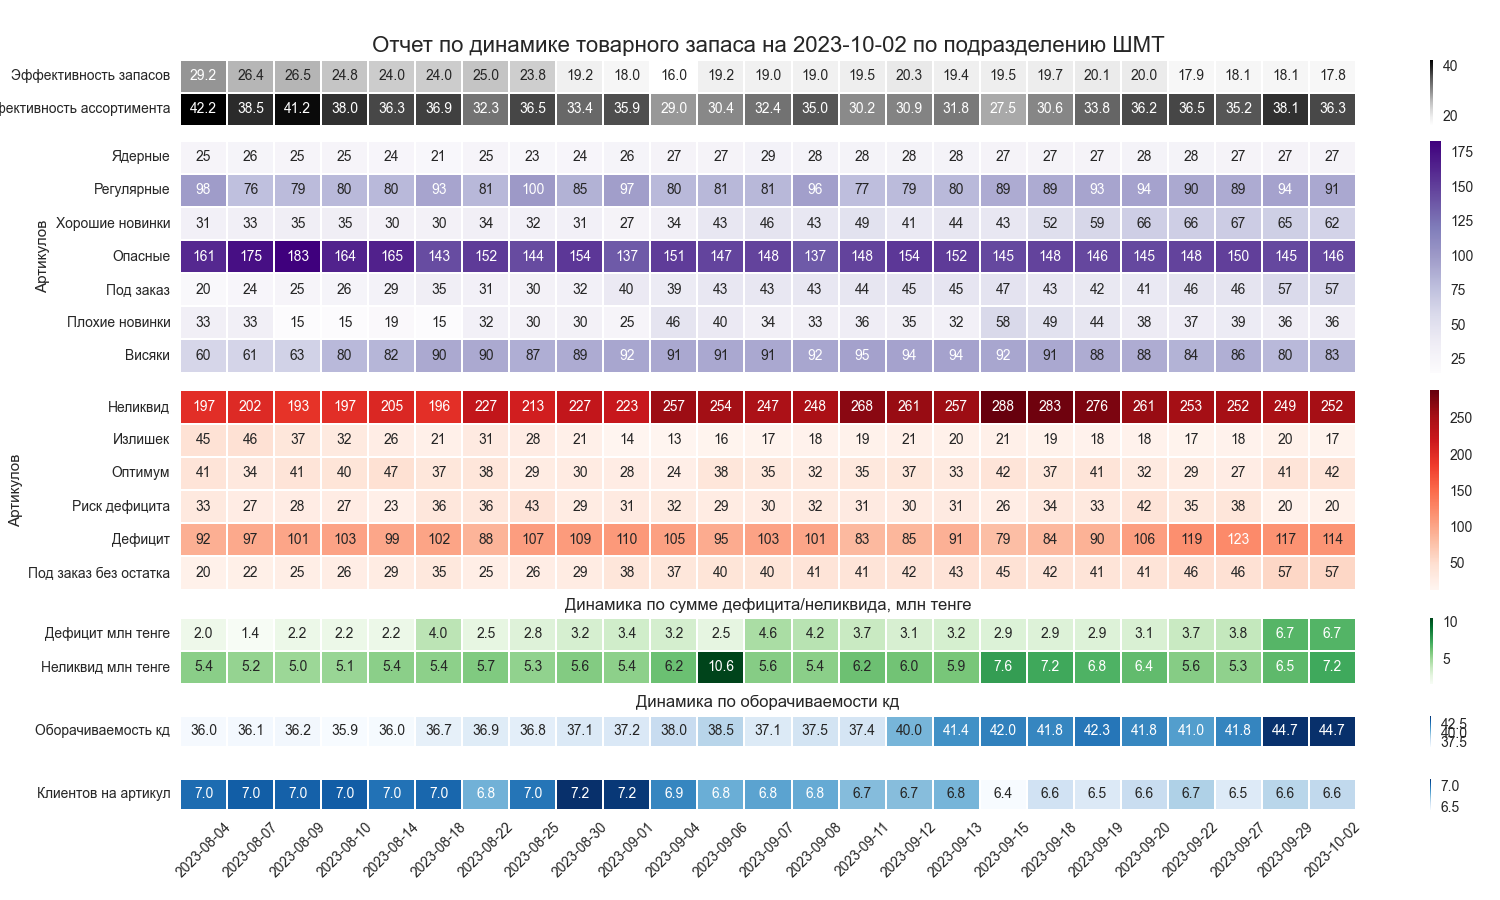 Отчет по динамике товарного запаса на 2023-10-02 по подразделению ШМТ
Эффективность запасов 29.2 26.4 26.5 24.8 24.0 24.0 25.0 23.8 19.2 18.0 16.0 19.2 19.0 19.0 19.5 20.3 19.4 19.5 19.7 20.1 20.0 17.9 18.1 18.1 17.8
фективность ассортимента 42.2 38.5 41.2 38.0 36.3 36.9 32.3 36.5 33.4 35.9 29.0 30.4 32.4 35.0 30.2 30.9 31.8 27.5 30.6 33.8 36.2 36.5 35.2 38.1 36.3
40
20
Артикулов
Ядерные 25 26 25 25 24 21 25 23 24 26 27 27 29 28 28 28 28 27 27 27 28 28 27 27 27
Регулярные 98 76 79 80 80 93 81 100 85 97 80 81 81 96 77 79 80 89 89 93 94 90 89 94 91
Хорошие новинки 31 33 35 35 30 30 34 32 31 27 34 43 46 43 49 41 44 43 52 59 66 66 67 65 62
Опасные 161 175 183 164 165 143 152 144 154 137 151 147 148 137 148 154 152 145 148 146 145 148 150 145 146
Под заказ 20 24 25 26 29 35 31 30 32 40 39 43 43 43 44 45 45 47 43 42 41 46 46 57 57
Плохие новинки 33 33 15 15 19 15 32 30 30 25 46 40 34 33 36 35 32 58 49 44 38 37 39 36 36
Висяки 60 61 63 80 82 90 90 87 89 92 91 91 91 92 95 94 94 92 91 88 88 84 86 80 83
175
150
125
100
75
50
25
Артикулов
Неликвид 197 202 193 197 205 196 227 213 227 223 257 254 247 248 268 261 257 288 283 276 261 253 252 249 252
Излишек 45 46 37 32 26 21 31 28 21 14 13 16 17 18 19 21 20 21 19 18 18 17 18 20 17
Оптимум 41 34 41 40 47 37 38 29 30 28 24 38 35 32 35 37 33 42 37 41 32 29 27 41 42
Риск дефицита 33 27 28 27 23 36 36 43 29 31 32 29 30 32 31 30 31 26 34 33 42 35 38 20 20
Дефицит 92 97 101 103 99 102 88 107 109 110 105 95 103 101 83 85 91 79 84 90 106 119 123 117 114
Под заказ без остатка 20 22 25 26 29 35 25 26 29 38 37 40 40 41 41 42 43 45 42 41 41 46 46 57 57
250
200
150
100
50
Динамика по сумме дефицита/неликвида, млн тенге
Дефицит млн тенге 2.0 1.4 2.2 2.2 2.2 4.0 2.5 2.8 3.2 3.4 3.2 2.5 4.6 4.2 3.7 3.1 3.2 2.9 2.9 2.9 3.1 3.7 3.8 6.7 6.7
Неликвид млн тенге 5.4 5.2 5.0 5.1 5.4 5.4 5.7 5.3 5.6 5.4 6.2 10.6 5.6 5.4 6.2 6.0 5.9 7.6 7.2 6.8 6.4 5.6 5.3 6.5 7.2
10
5
Динамика по оборачиваемости кд
Оборачиваемость кд 36.0 36.1 36.2 35.9 36.0 36.7 36.9 36.8 37.1 37.2 38.0 38.5 37.1 37.5 37.4 40.0 41.4 42.0 41.8 42.3 41.8 41.0 41.8 44.7 44.7
42.5
40.0
37.5
Клиентов на артикул 7.0 7.0 7.0 7.0 7.0 7.0 6.8 7.0 7.2 7.2 6.9 6.8 6.8 6.8 6.7 6.7 6.8 6.4 6.6 6.5 6.6 6.7 6.5 6.6 6.6
7.0
6.5
2023-08-04 2023-08-07 2023-08-09 2023-08-10 2023-08-14 2023-08-18 2023-08-22 2023-08-25 2023-08-30 2023-09-01 2023-09-04 2023-09-06 2023-09-07 2023-09-08 2023-09-11 2023-09-12 2023-09-13 2023-09-15 2023-09-18 2023-09-19 2023-09-20 2023-09-22 2023-09-27 2023-09-29 2023-10-02